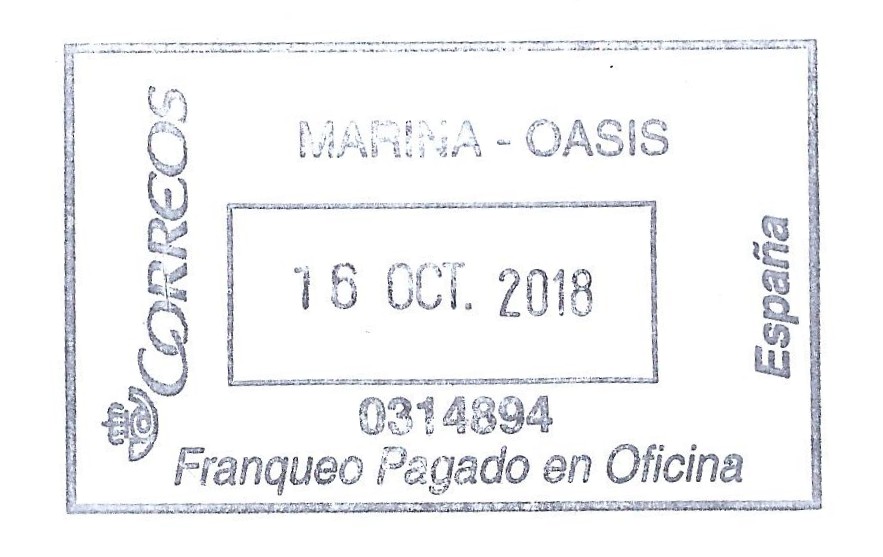 CORREOS
MARINA - OASIS
16 OCT. 2018
España
0314894
Franqueo Pagado en Oficina